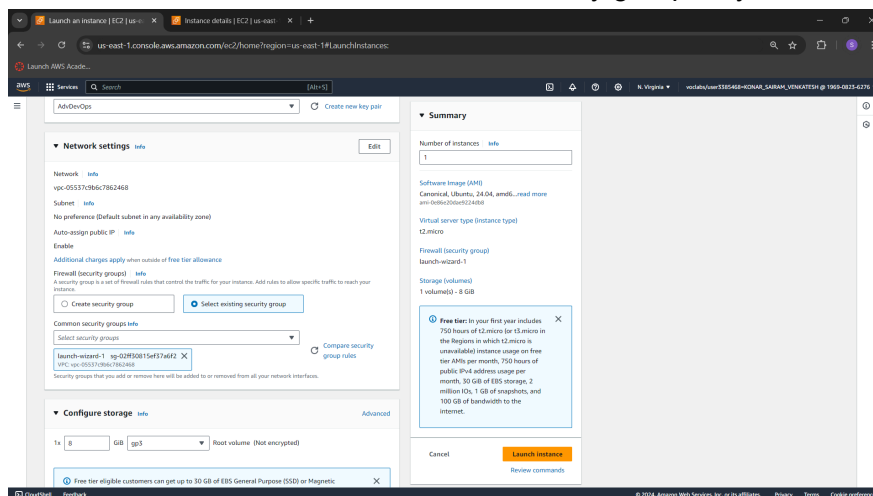 Launch an instance | EC2 | us-e
Instance details | EC2 | us-east-
us-east-1.console.aws.amazon.com/ec2/home?region=us-east-1#LaunchInstances:
S
Launch AWS Acade...
aws
Services
Search
[Alt+S]
N. Virginia
voclabs/user3385468=KONAR_SAIRAM_VENKATESH @ 1969-0823-6276
AdvDevOps
Create new key pair
Network settings Info
Edit
Network Info
vpc-05537c9b6c7862468
Subnet Info
No preference (Default subnet in any availability zone)
Auto-assign public IP Info
Enable
Additional charges apply when outside of free tier allowance
Firewall (security groups) Info
A security group is a set of firewall rules that control the traffic for your instance. Add rules to allow specific traffic to reach your
instance.
Create security group
Select existing security group
Common security groups Info
Select security groups
launch-wizard-1 sg-02ff30815ef37a6f2
VPC: vpc-05537c9b6c7862468
Compare security
group rules
Security groups that you add or remove here will be added to or removed from all your network interfaces.
Configure storage Info
Advanced
1x 8 GiB gp3 Root volume (Not encrypted)
Free tier eligible customers can get up to 30 GB of EBS General Purpose (SSD) or Magnetic
Summary
Number of instances Info
1
Software Image (AMI)
Canonical, Ubuntu, 24.04, amd6...read more
ami-0e86e20dae9224db8
Virtual server type (instance type)
t2.micro
Firewall (security group)
launch-wizard-1
Storage (volumes)
1 volume(s) - 8 GiB
Free tier: In your first year includes
750 hours of t2.micro (or t3.micro in
the Regions in which t2.micro is
unavailable) instance usage on free
tier AMIs per month, 750 hours of
public IPv4 address usage per
month, 30 GiB of EBS storage, 2
million IOs, 1 GB of snapshots, and
100 GB of bandwidth to the
internet.
Cancel
Launch instance
Review commands
CloudShell
Feedback
© 2024, Amazon Web Services, Inc. or its affiliates.
Privacy
Terms
Cookie preferences